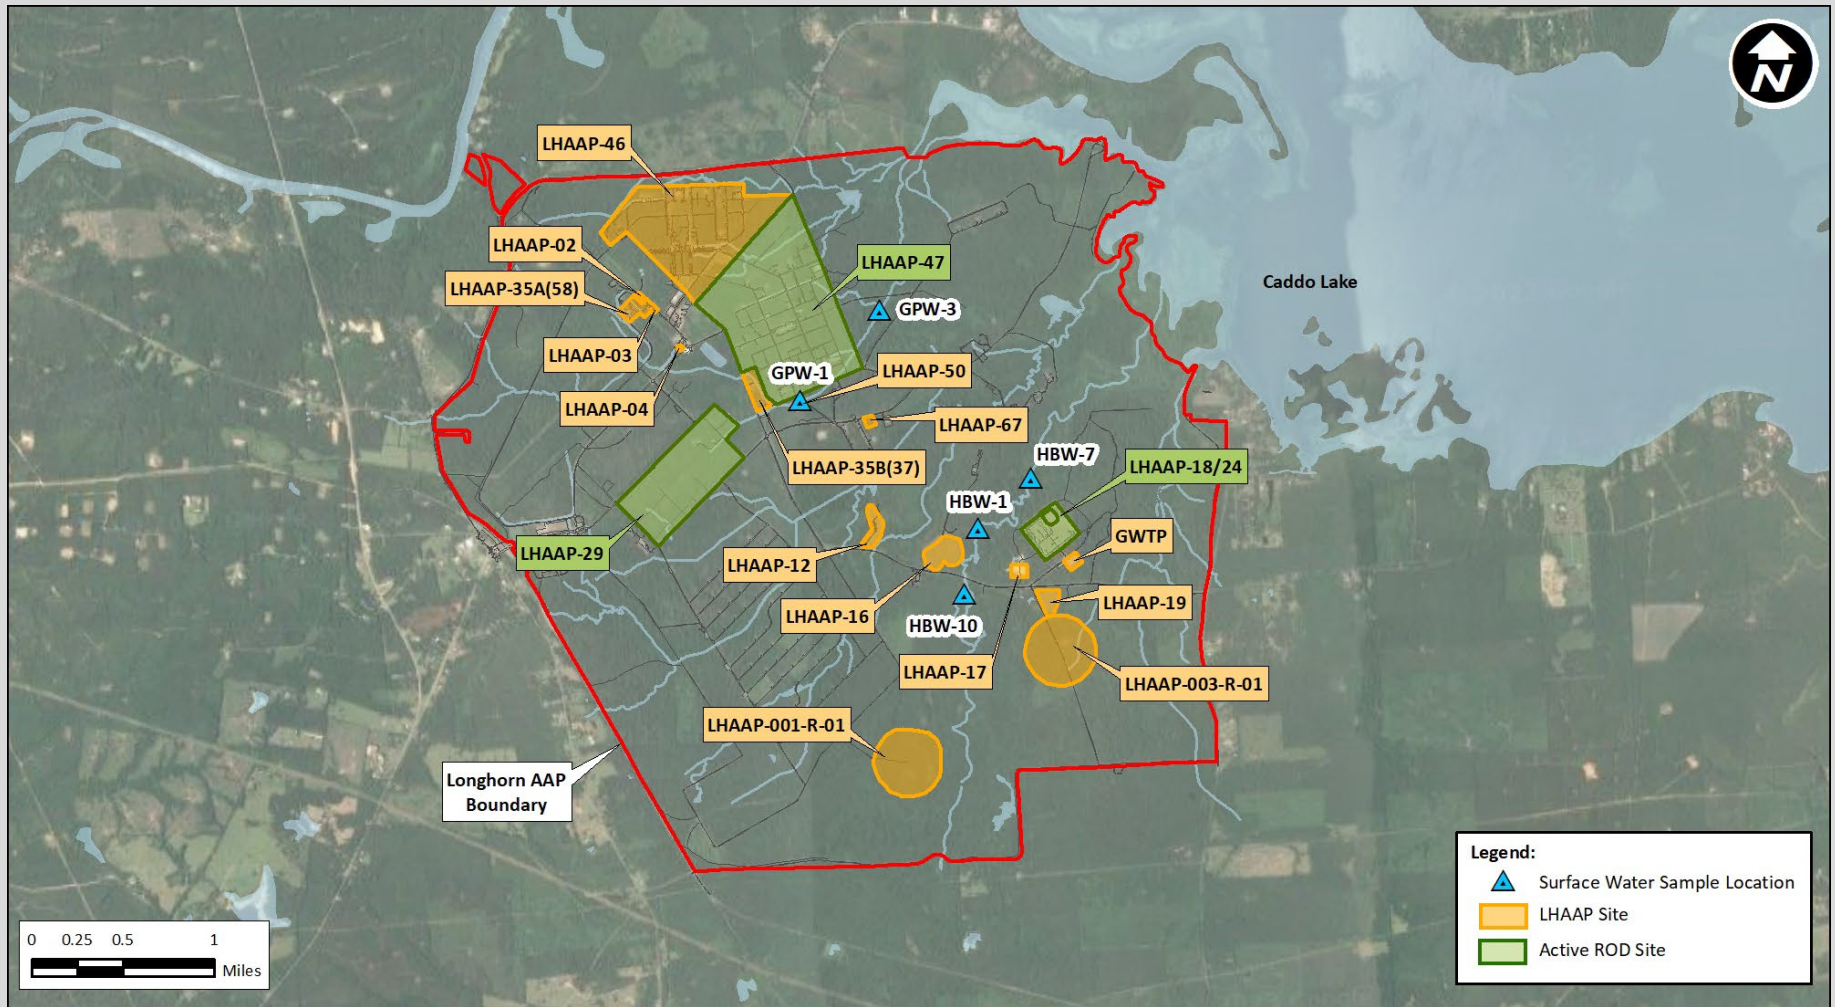 N
LHAAP-46
LHAAP-02
LHAAP-47
LHAAP-35A(58)
Caddo Lake
GPW-3
LHAAP-03
GPW-1
LHAAP-50
LHAAP-04
LHAAP-67
HBW-7
LHAAP-35B(37)
LHAAP-18/24
HBW-1
GWTP
LHAAP-29
LHAAP-12
LHAAP-16
LHAAP-19
HBW-10
LHAAP-17
LHAAP-003-R-01
LHAAP-001-R-01
Longhorn AAP
Boundary
Legend:
Surface Water Sample Location
LHAAP Site
Active ROD Site
0 0.25 0.5 1
Miles